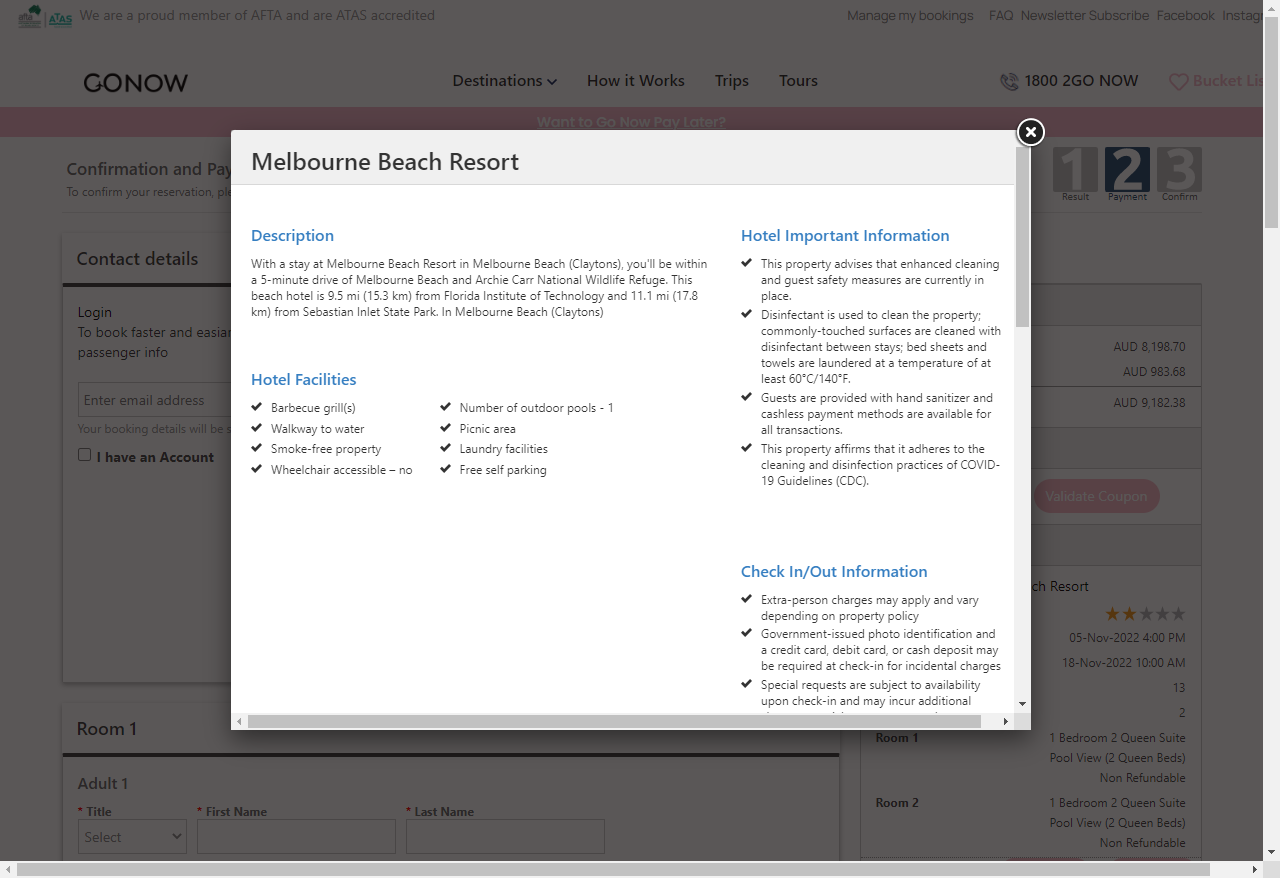 We are a proud member of AFTA and are ATAS accredited
Manage my bookings FAQ Newsletter Subscribe Facebook Instag
GONOW
Destinations How it Works Trips Tours
1800 2GO NOW
Bucket Lis
Want to Go Now Pay Later?
Confirmation and Pay
To confirm your reservation, ple
1 2 3
Result Payment Confirm
Contact details
Login
To book faster and easian
passenger info
Enter email address
Your booking details will be s
I have an Account
Melbourne Beach Resort
Description
With a stay at Melbourne Beach Resort in Melbourne Beach (Claytons), you'll be within
a 5-minute drive of Melbourne Beach and Archie Carr National Wildlife Refuge. This
beach hotel is 9.5 mi (15.3 km) from Florida Institute of Technology and 11.1 mi (17.8
km) from Sebastian Inlet State Park. In Melbourne Beach (Claytons)
Hotel Facilities
Barbecue grill(s)
Walkway to water
Smoke-free property
Wheelchair accessible – no
Number of outdoor pools - 1
Picnic area
Laundry facilities
Free self parking
Hotel Important Information
This property advises that enhanced cleaning
and guest safety measures are currently in
place.
Disinfectant is used to clean the property;
commonly-touched surfaces are cleaned with
disinfectant between stays; bed sheets and
towels are laundered at a temperature of at
least 60°C/140°F.
Guests are provided with hand sanitizer and
cashless payment methods are available for
all transactions.
This property affirms that it adheres to the
cleaning and disinfection practices of COVID-
19 Guidelines (CDC).
Check In/Out Information
Extra-person charges may apply and vary
depending on property policy
Government-issued photo identification and
a credit card, debit card, or cash deposit may
be required at check-in for incidental charges
Special requests are subject to availability
upon check-in and may incur additional
AUD 8,198.70
AUD 983.68
AUD 9,182.38
Validate Coupon
ch Resort
05-Nov-2022 4:00 PM
18-Nov-2022 10:00 AM
13
2
Room 1 1 Bedroom 2 Queen Suite
Pool View (2 Queen Beds)
Non Refundable
Room 2 1 Bedroom 2 Queen Suite
Pool View (2 Queen Beds)
Non Refundable
Room 1
Adult 1
* Title * First Name * Last Name
Select